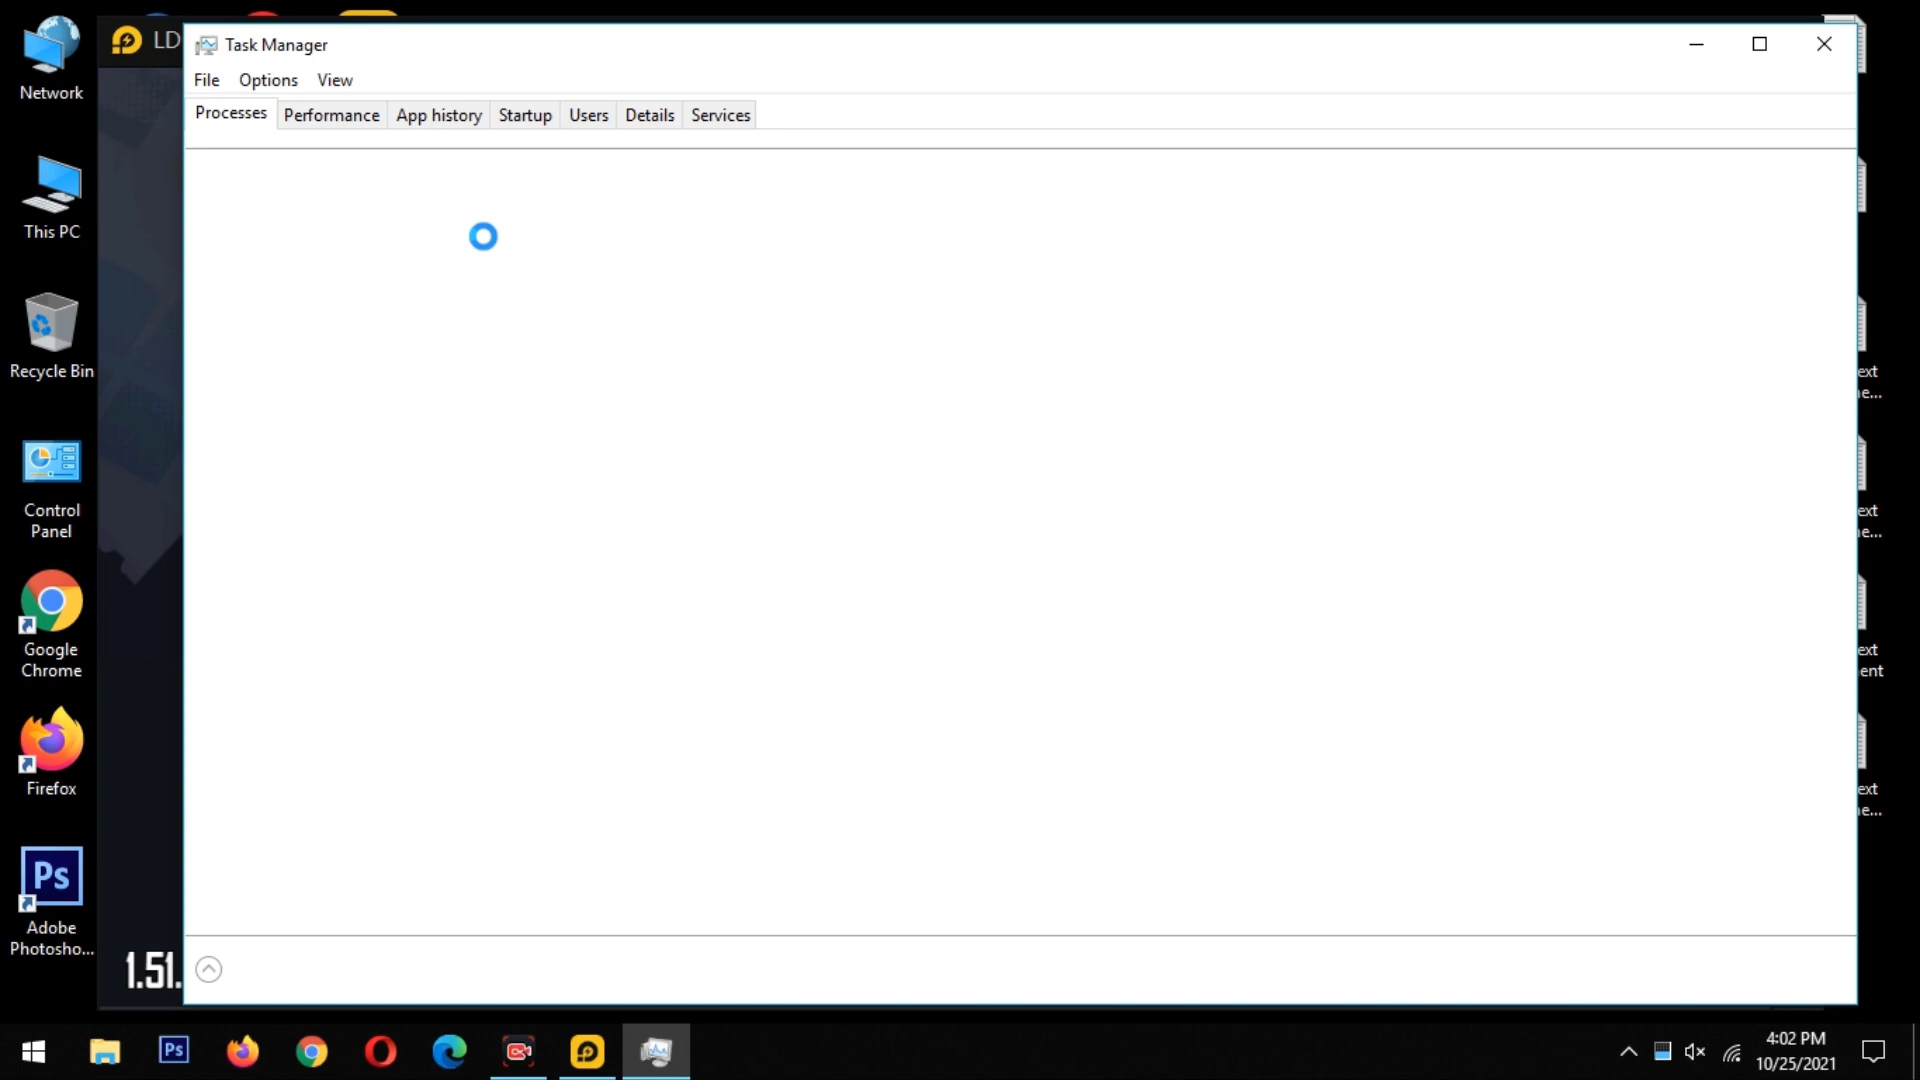 Network
This PC
Recycle Bin
Control
Panel
Google
Chrome
Firefox
Ps
Adobe
Photosho...
LD
Task Manager
File Options View
Processes Performance App history Startup Users Details Services
1.51.
ext
e...
ext
e...
ext
ent
ext
e...
Ps
4:02 PM
10/25/2021